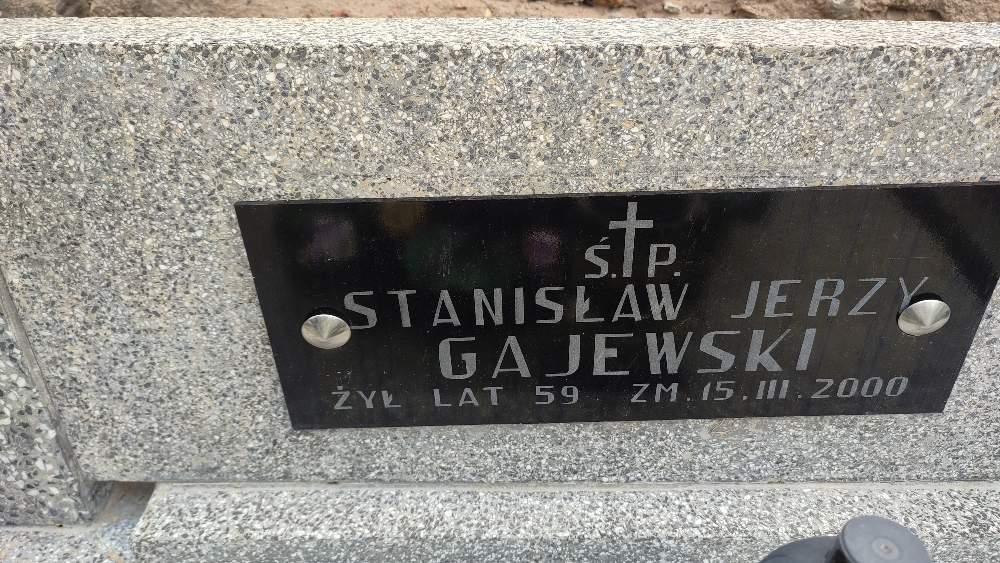 Ś.P.
STANISŁAW JERZY
GAJEWSKI
ŻYŁ LAT 59 ZM. 15.III.2000